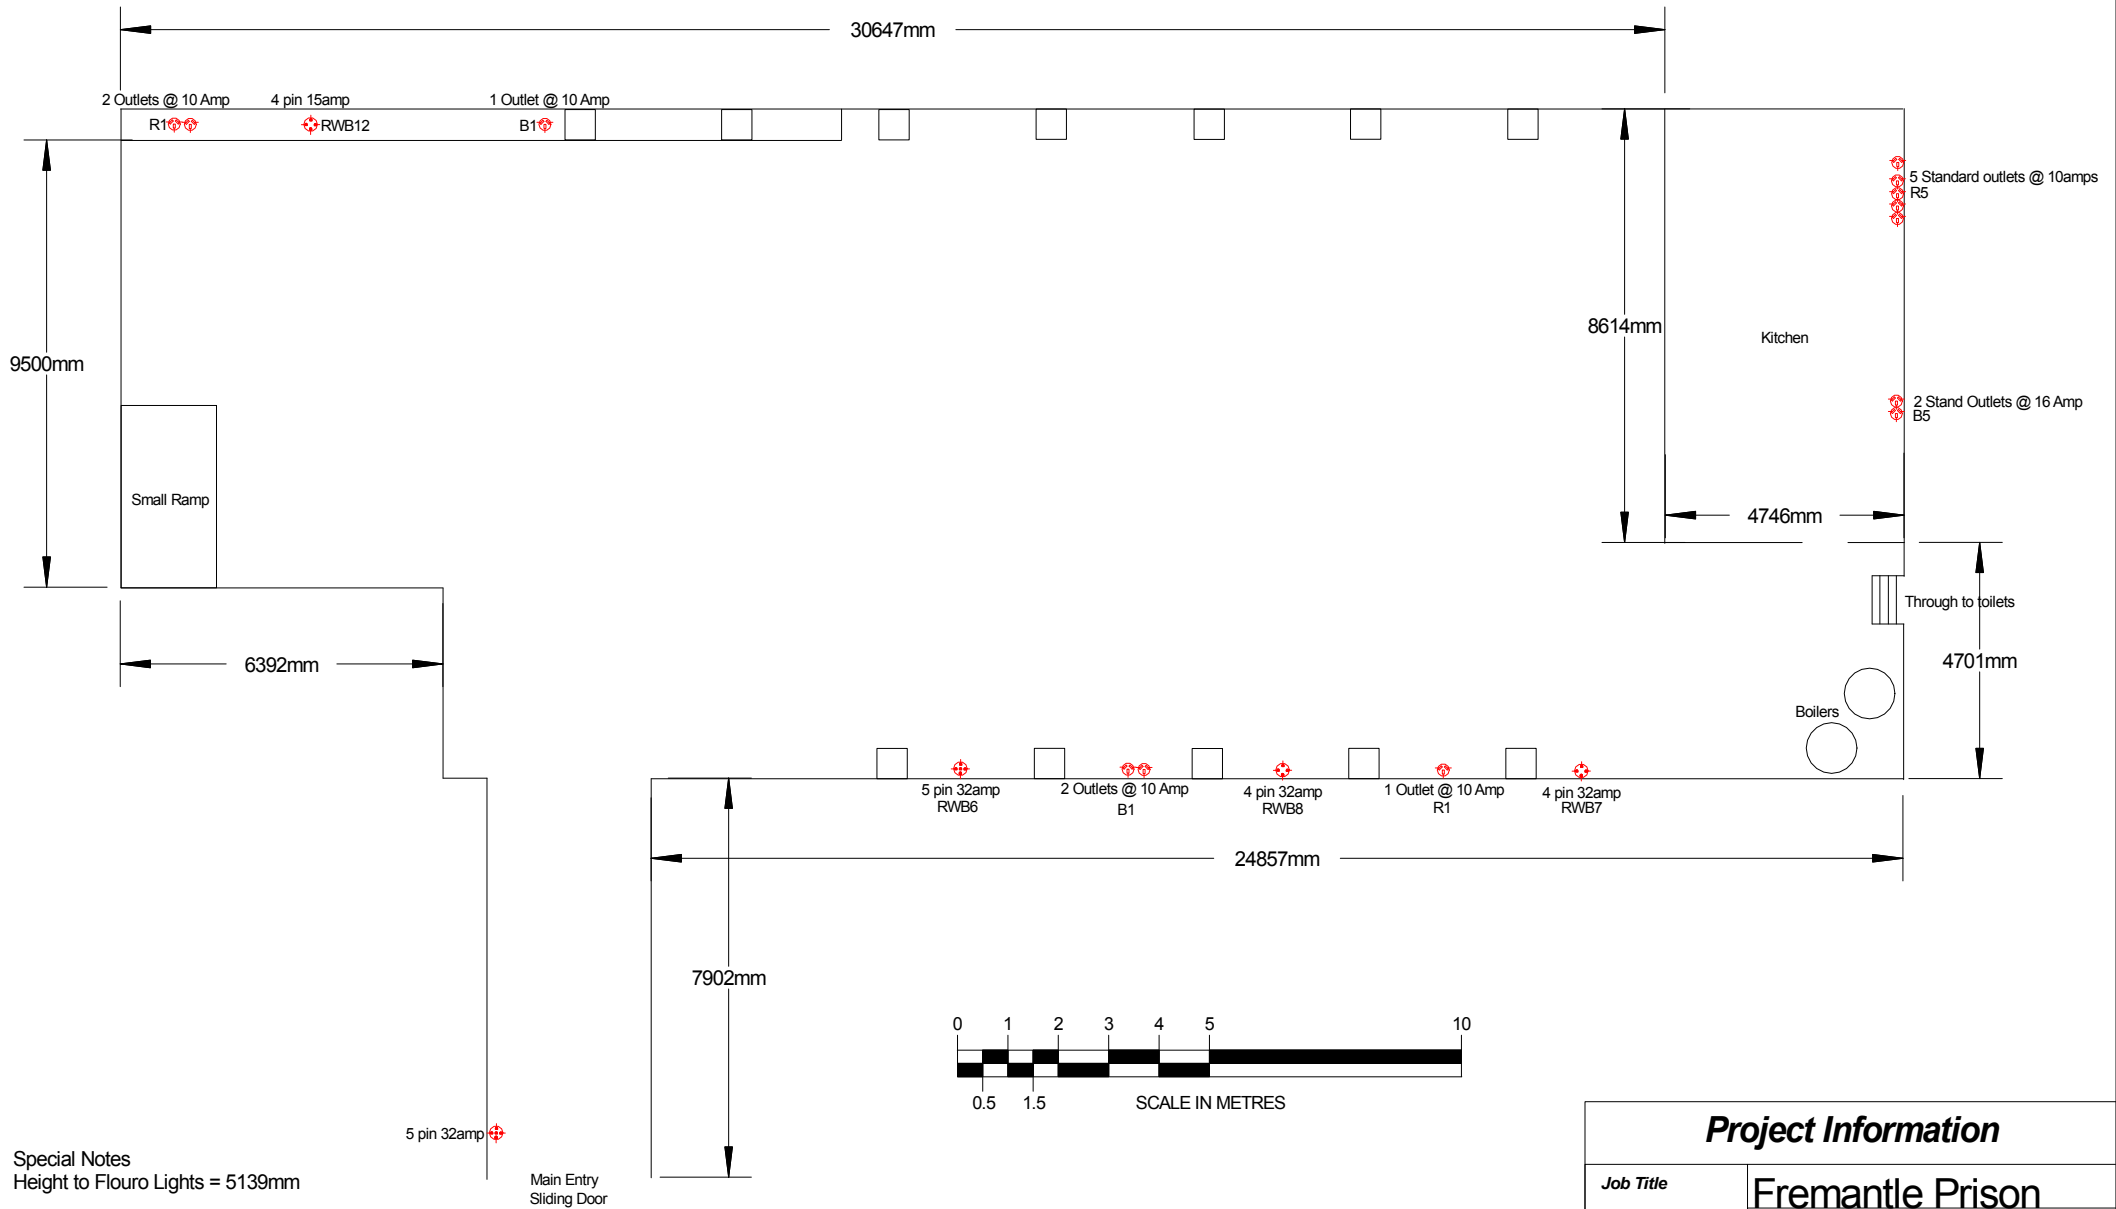 30647mm
2 Outlets @ 10 Amp
4 pin 15amp
1 Outlet @ 10 Amp
R1
RWB12
B1
5 Standard outlets @ 10amps
R5
8614mm
Kitchen
9500mm
2 Stand Outlets @ 16 Amp
B5
Small Ramp
4746mm
Through to toilets
6392mm
4701mm
Boilers
5 pin 32amp
RWB6
2 Outlets @ 10 Amp
B1
4 pin 32amp
RWB8
1 Outlet @ 10 Amp
R1
4 pin 32amp
RWB7
24857mm
7902mm
0 1 2 3 4 5 10
0.5 1.5 SCALE IN METRES
5 pin 32amp
Special Notes
Height to Flouro Lights = 5139mm
Main Entry
Sliding Door
Project Information
Job Title
Fremantle Prison